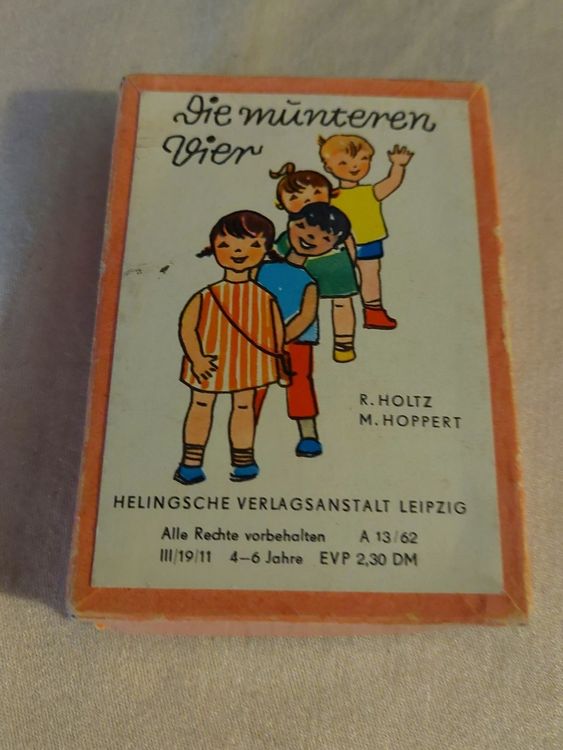 Die munteren
Vier
R. HOLTZ
M. HOPPERT
HELINGSCHE VERLAGSANSTALT LEIPZIG
Alle Rechte vorbehalten A 13/62
III/19/11 4–6 Jahre EVP 2,30 DM